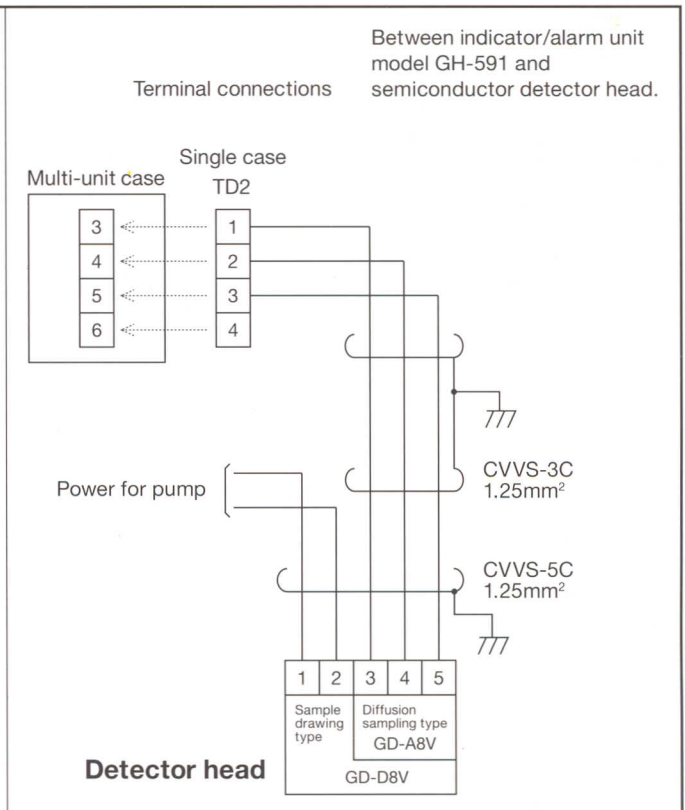 Between indicator/alarm unit
model GH-591 and
semiconductor detector head.
Terminal connections
Single case
Multi-unit case
TD2
3 1
4 2
5 3
6 4
CVVS-3C
1.25mm²
Power for pump
CVVS-5C
1.25mm²
1 2 3 4 5
Sample
drawing
type
Diffusion
sampling type
GD-A8V
Detector head
GD-D8V